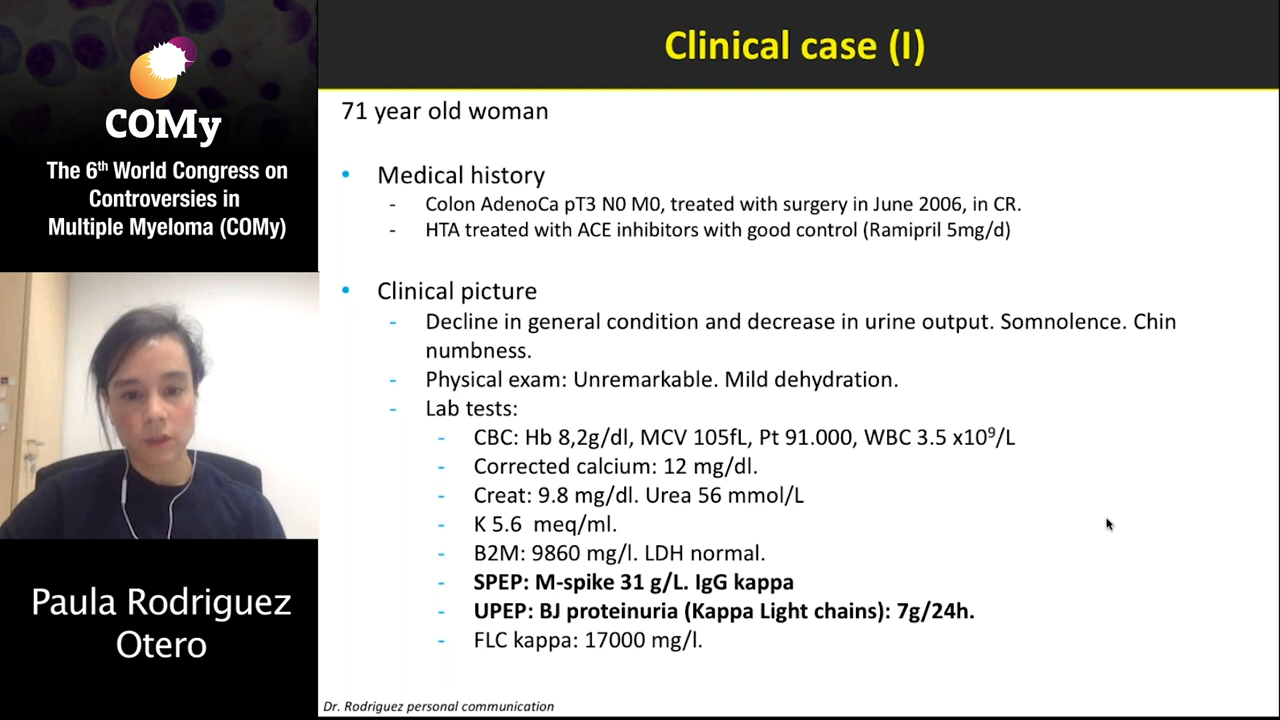 COMy
The 6th World Congress on
Controversies in
Multiple Myeloma (COMy)
Paula Rodriguez
Otero
Clinical case (I)
71 year old woman
• Medical history
- Colon AdenoCa pT3 N0 M0, treated with surgery in June 2006, in CR.
- HTA treated with ACE inhibitors with good control (Ramipril 5mg/d)
• Clinical picture
- Decline in general condition and decrease in urine output. Somnolence. Chin
numbness.
- Physical exam: Unremarkable. Mild dehydration.
- Lab tests:
- CBC: Hb 8,2g/dl, MCV 105fL, Pt 91.000, WBC 3.5 x10⁹/L
- Corrected calcium: 12 mg/dl.
- Creat: 9.8 mg/dl. Urea 56 mmol/L
- K 5.6 meq/ml.
- B2M: 9860 mg/l. LDH normal.
- SPEP: M-spike 31 g/L. IgG kappa
- UPEP: BJ proteinuria (Kappa Light chains): 7g/24h.
- FLC kappa: 17000 mg/l.
Dr. Rodriguez personal communication